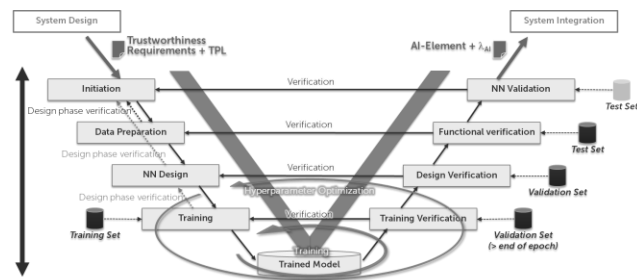 System Design
System Integration
Trustworthiness
Requirements + TPL
AI-Element + λAI
Initiation
Verification
NN Validation
Design phase verification
Test Set
Data Preparation
Verification
Functional verification
Design phase verification
Test Set
NN Design
Verification
Design Verification
Hyperparameter Optimization
Design phase verification
Validation Set
Training
Verification
Training Verification
Training Set
Validation Set
(> end of epoch)
Training
Trained Model